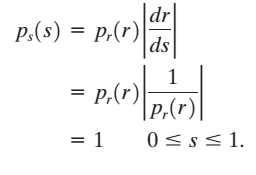 p_s(s) = p_r(r) |dr/ds|
= p_r(r) |1/p_r(r)|
= 1 0 ≤ s ≤ 1.